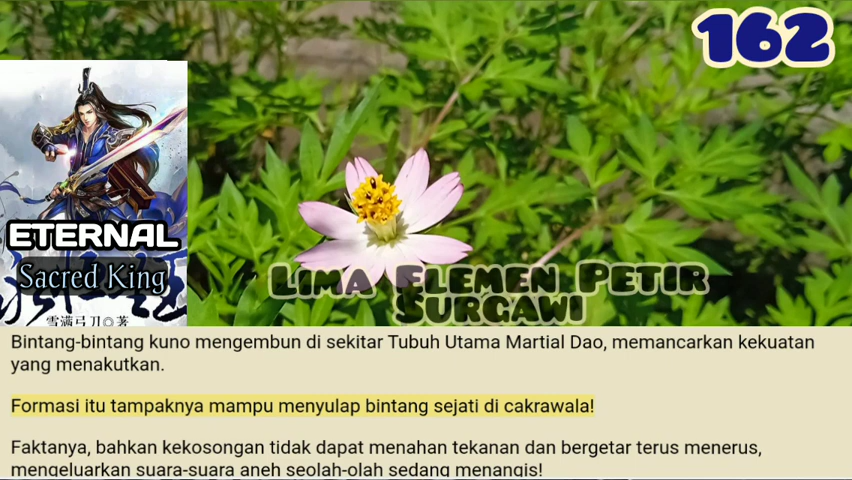 162
ETERNAL
Sacred King
雪满弓刀◎著
LIMA ELEMEN PETIR
SURGAWI
Bintang-bintang kuno mengembun di sekitar Tubuh Utama Martial Dao, memancarkan kekuatan
yang menakutkan.
Formasi itu tampaknya mampu menyulap bintang sejati di cakrawala!
Faktanya, bahkan kekosongan tidak dapat menahan tekanan dan bergetar terus menerus,
mengeluarkan suara-suara aneh seolah-olah sedang menangis!